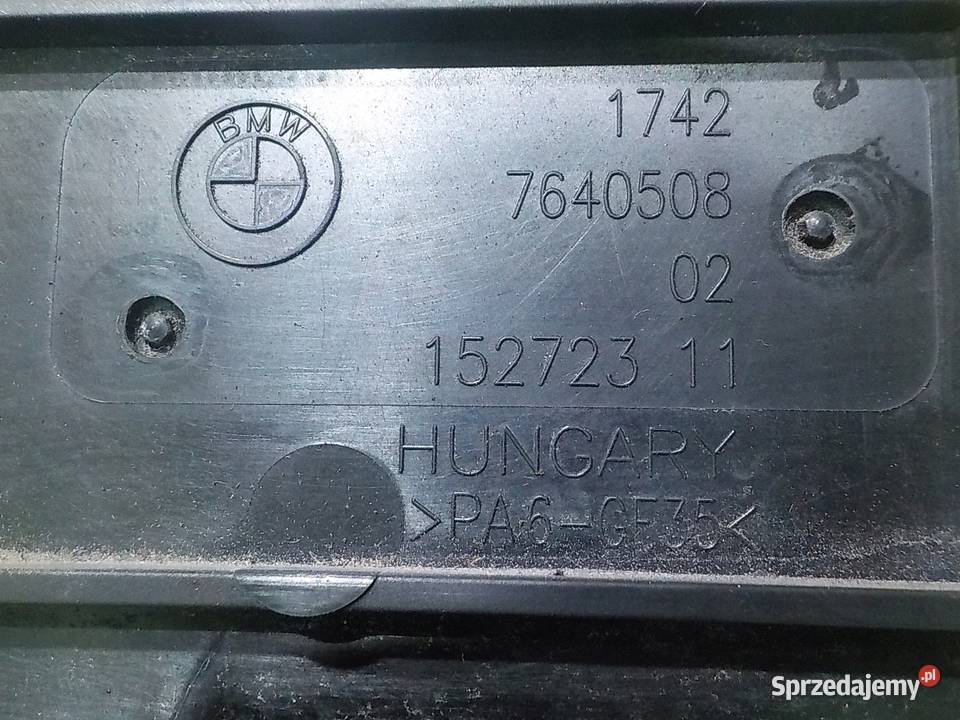 BMW
1742
7640508
02
152723 11
HUNGARY
>PA6-GF35<
Sprzedajemy.pl